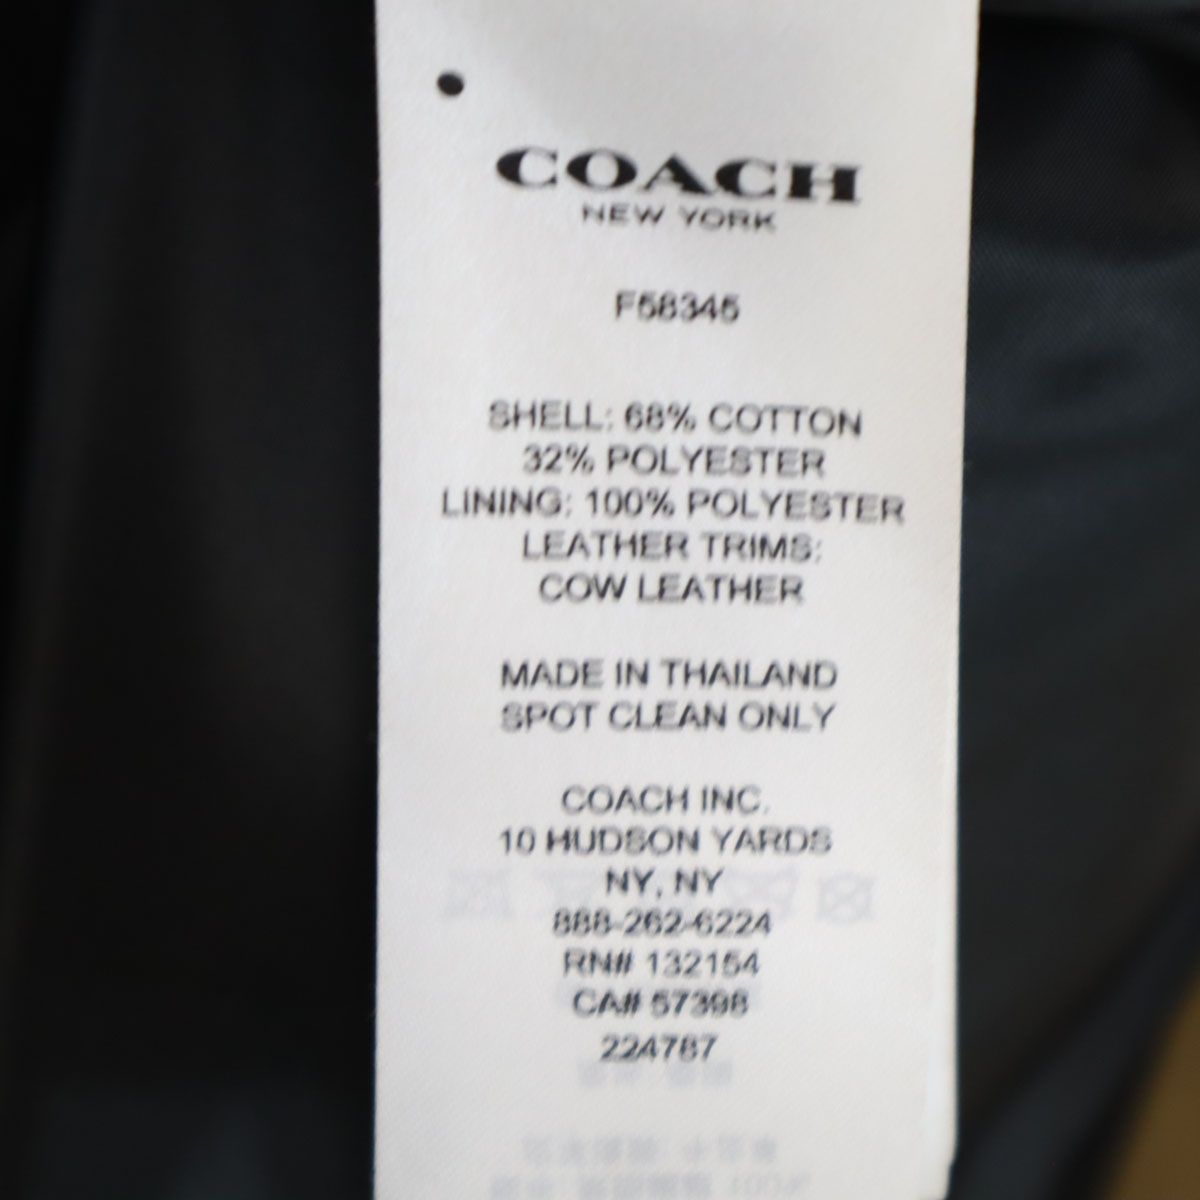 COACH
NEW YORK
F58345
SHELL: 68% COTTON
32% POLYESTER
LINING: 100% POLYESTER
LEATHER TRIMS:
COW LEATHER
MADE IN THAILAND
SPOT CLEAN ONLY
COACH INC.
10 HUDSON YARDS
NY, NY
888-262-6224
RN# 132154
CA# 57398
224787